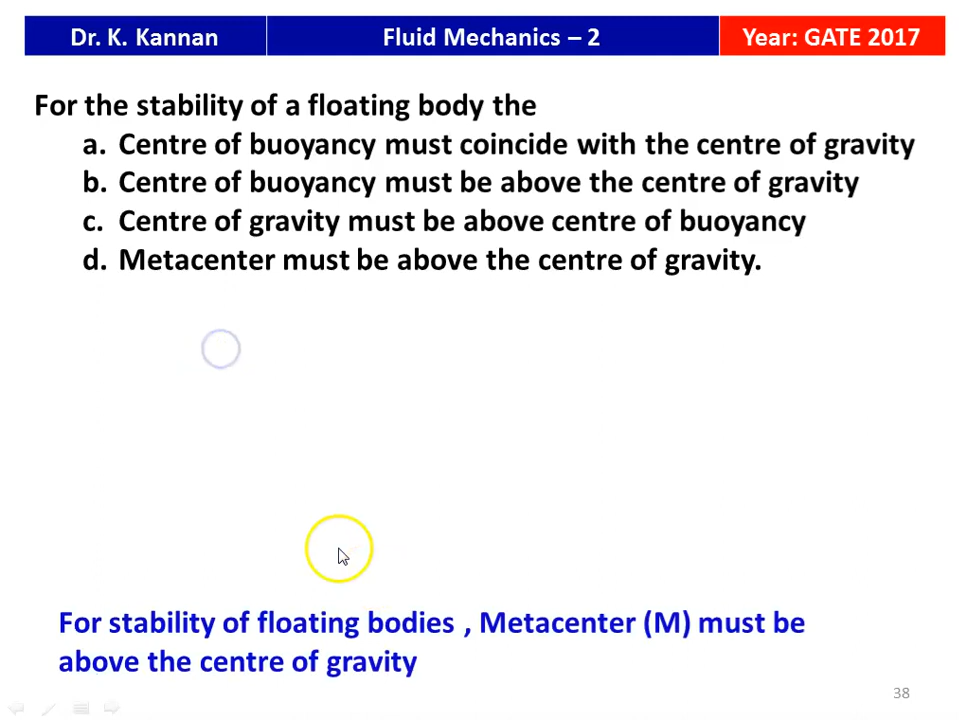 Dr. K. Kannan Fluid Mechanics – 2 Year: GATE 2017
For the stability of a floating body the
a. Centre of buoyancy must coincide with the centre of gravity
b. Centre of buoyancy must be above the centre of gravity
c. Centre of gravity must be above centre of buoyancy
d. Metacenter must be above the centre of gravity.
For stability of floating bodies , Metacenter (M) must be
above the centre of gravity
38